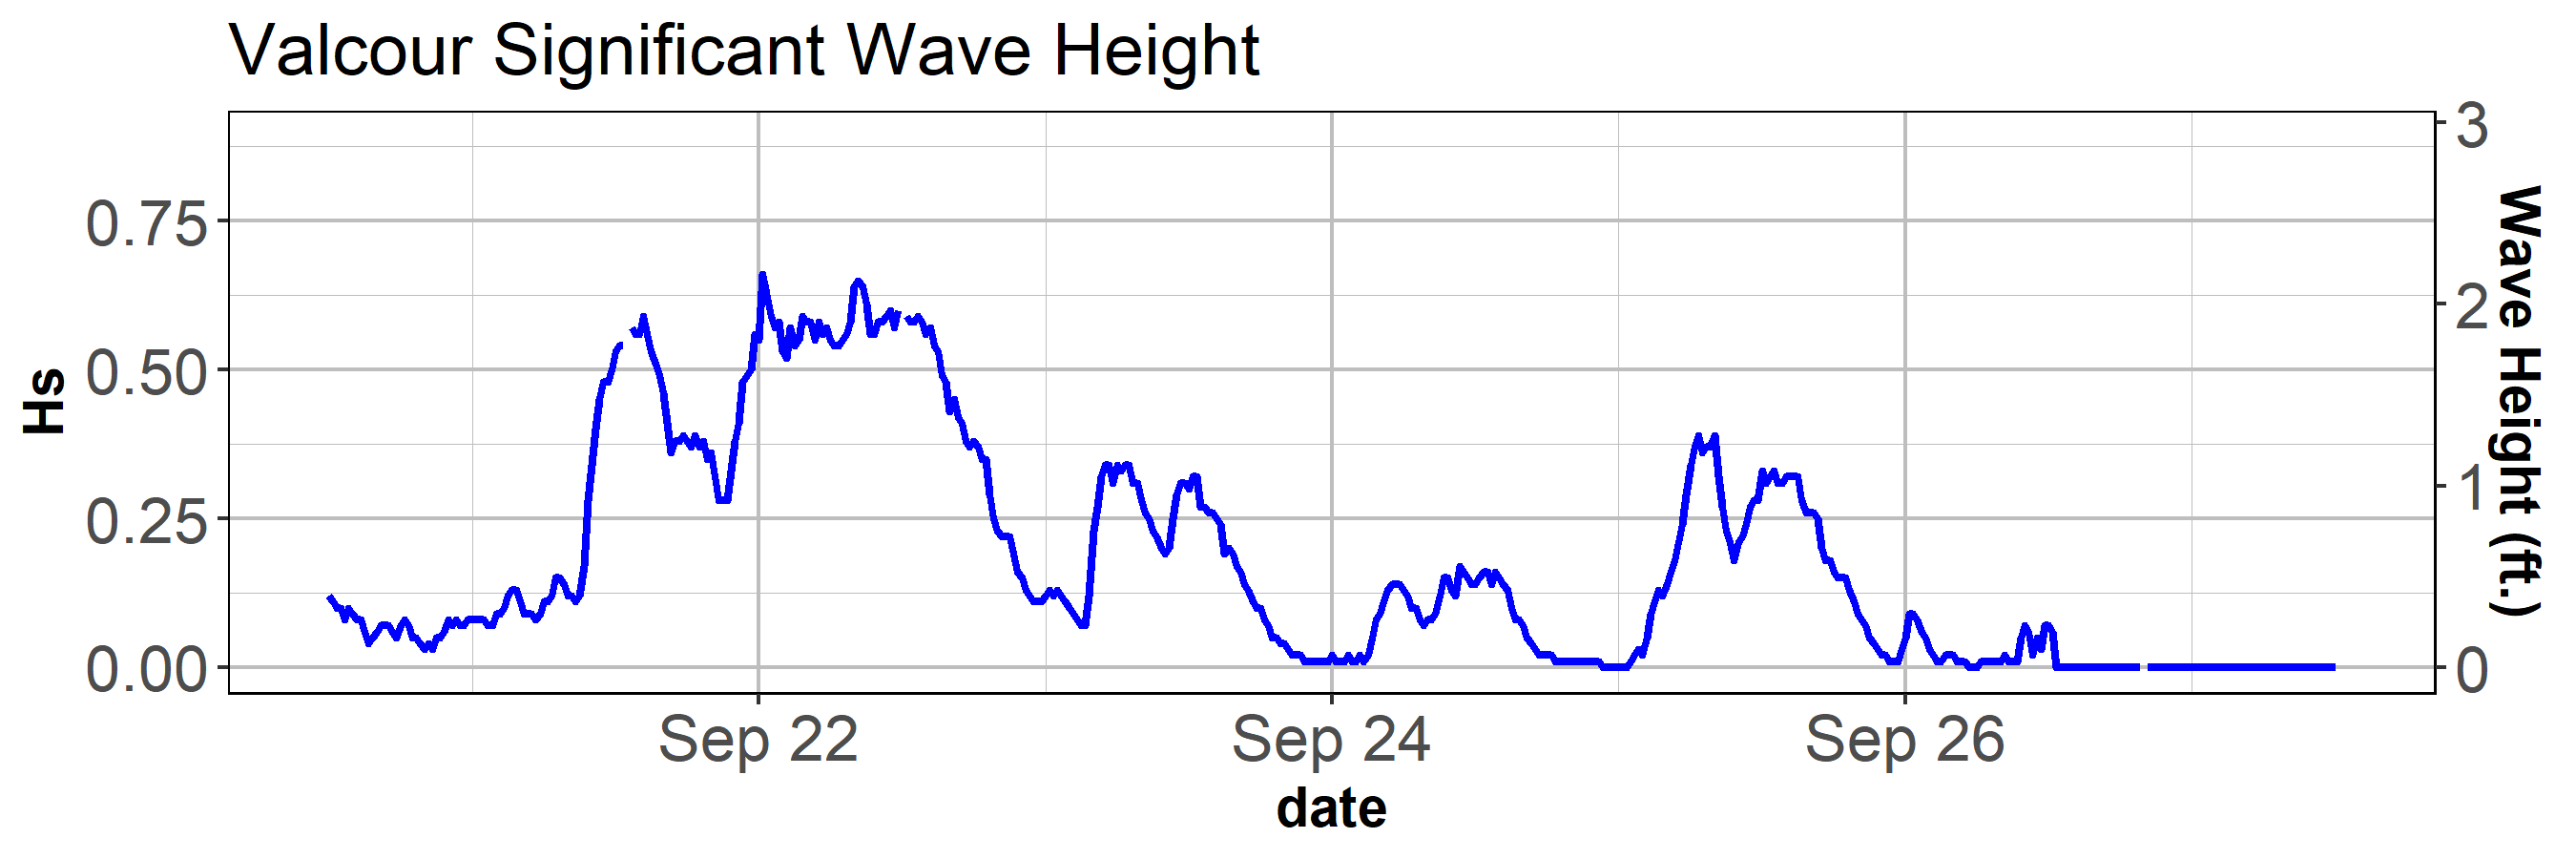 Valcour Significant Wave Height
Hs
0.75
0.50
0.25
0.00
3
2
1
0
Wave Height (ft.)
Sep 22
Sep 24
Sep 26
date